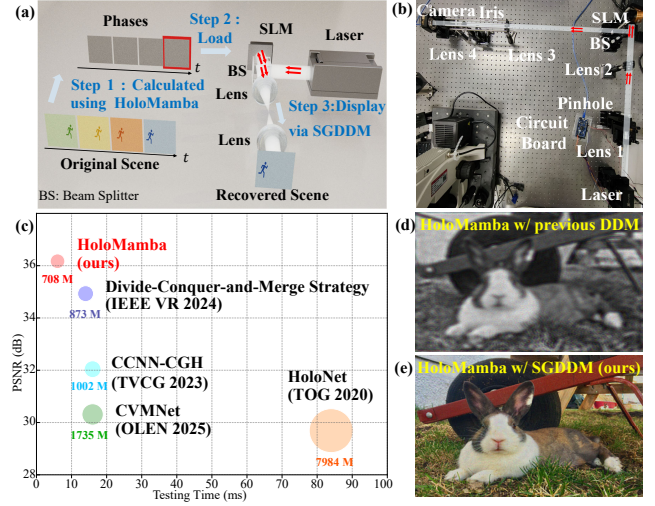 (a)
Phases
t
Step 2 :
Load
SLM
Laser
BS
Lens
Step 1 : Calculated
using HoloMamba
Step 3:Display
via SGDDM
Lens
Original Scene
t
BS: Beam Splitter
Recovered Scene
(b)
Camera Iris
SLM
BS
Lens 4
Lens 3
Lens 2
Pinhole
Circuit
Board
Lens 1
Laser
(c)
PSNR (dB)
36
34
32
30
28
0
10
20
30
40
50
60
70
80
90
100
Testing Time (ms)
HoloMamba
(ours)
708 M
Divide-Conquer-and-Merge Strategy
(IEEE VR 2024)
873 M
CCNN-CGH
(TVCG 2023)
1002 M
CVMNet
(OLEN 2025)
1735 M
HoloNet
(TOG 2020)
7984 M
(d)
HoloMamba w/ previous DDM
(e)
HoloMamba w/ SGDDM (ours)